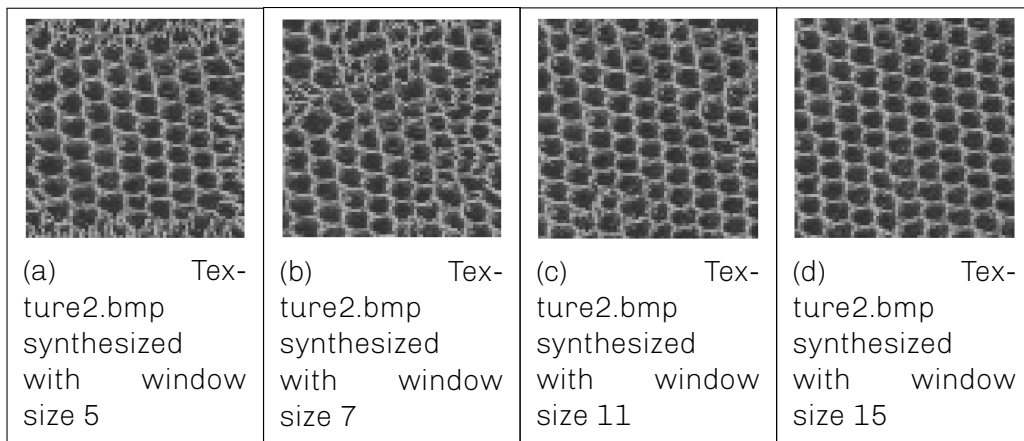 (a) Tex-
ture2.bmp
synthesized
with window
size 5
(b) Tex-
ture2.bmp
synthesized
with window
size 7
(c) Tex-
ture2.bmp
synthesized
with window
size 11
(d) Tex-
ture2.bmp
synthesized
with window
size 15